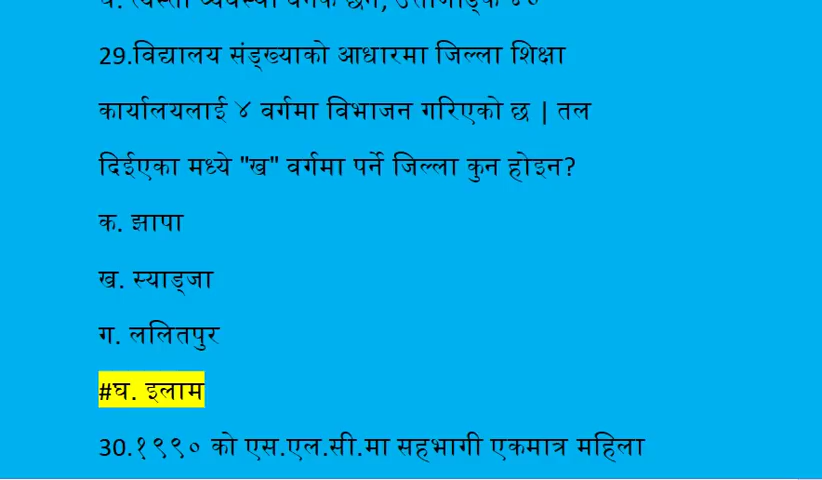 29.विद्यालय संड्ख्याको आधारमा जिल्ला शिक्षा
कार्यालयलाई ४ वर्गमा विभाजन गरिएको छ | तल
दिईएका मध्ये "ख" वर्गमा पर्ने जिल्ला कुन होइन?
क. झापा
ख. स्याड्जा
ग. ललितपुर
#घ. इलाम
30.१९९० को एस.एल.सी.मा सहभागी एकमात्र महिला